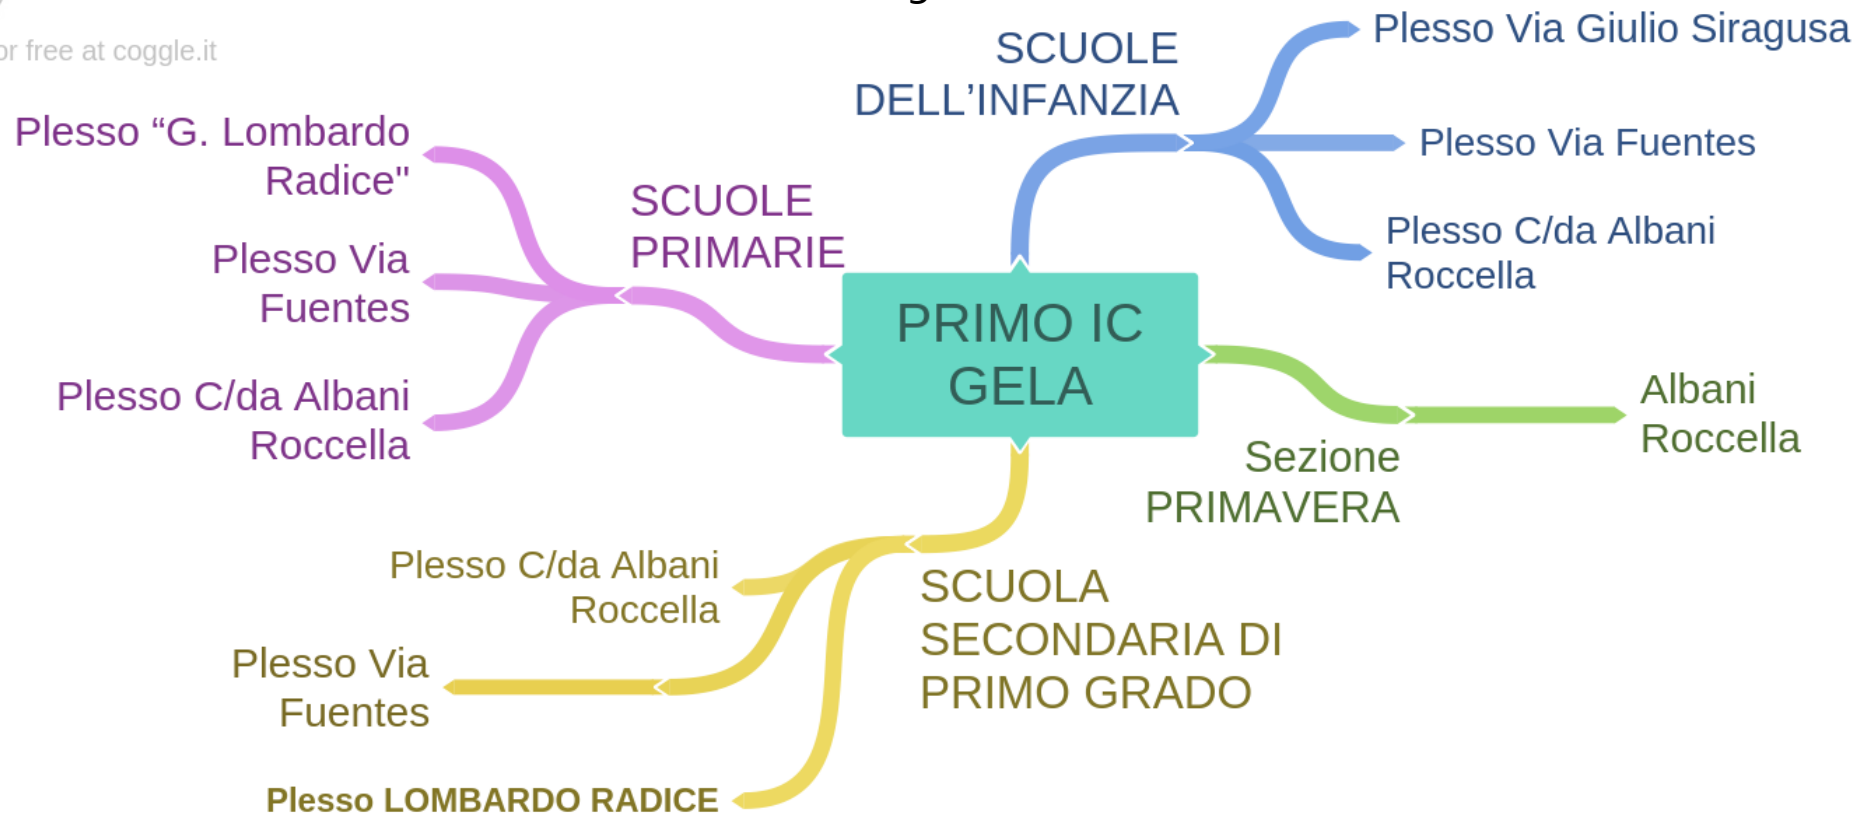 or free at coggle.it
SCUOLE
DELL’INFANZIA
Plesso Via Giulio Siragusa
Plesso Via Fuentes
Plesso C/da Albani
Roccella
Plesso “G. Lombardo
Radice"
Plesso Via
Fuentes
Plesso C/da Albani
Roccella
SCUOLE
PRIMARIE
PRIMO IC
GELA
Sezione
PRIMAVERA
Albani
Roccella
SCUOLA
SECONDARIA DI
PRIMO GRADO
Plesso C/da Albani
Roccella
Plesso Via
Fuentes
Plesso LOMBARDO RADICE